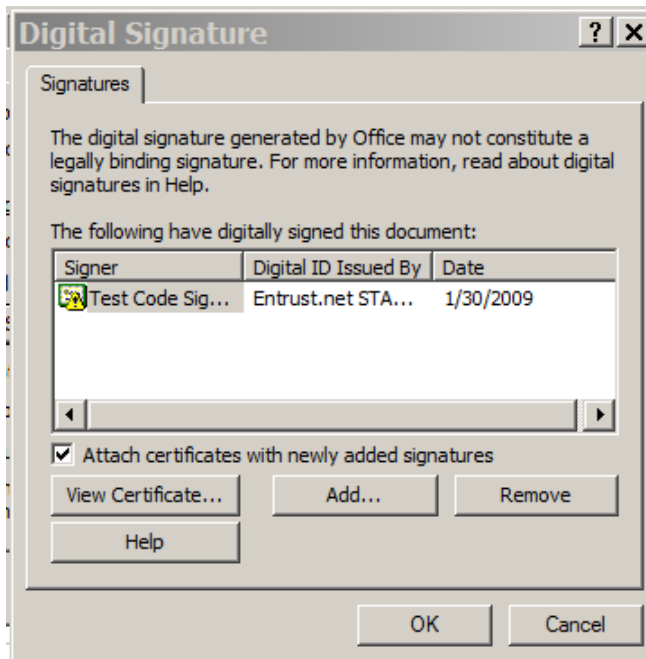 Digital Signature
Signatures
The digital signature generated by Office may not constitute a
legally binding signature. For more information, read about digital
signatures in Help.
The following have digitally signed this document:
Signer Digital ID Issued By Date
Test Code Sig... Entrust.net STA... 1/30/2009
Attach certificates with newly added signatures
View Certificate... Add... Remove
Help
OK Cancel